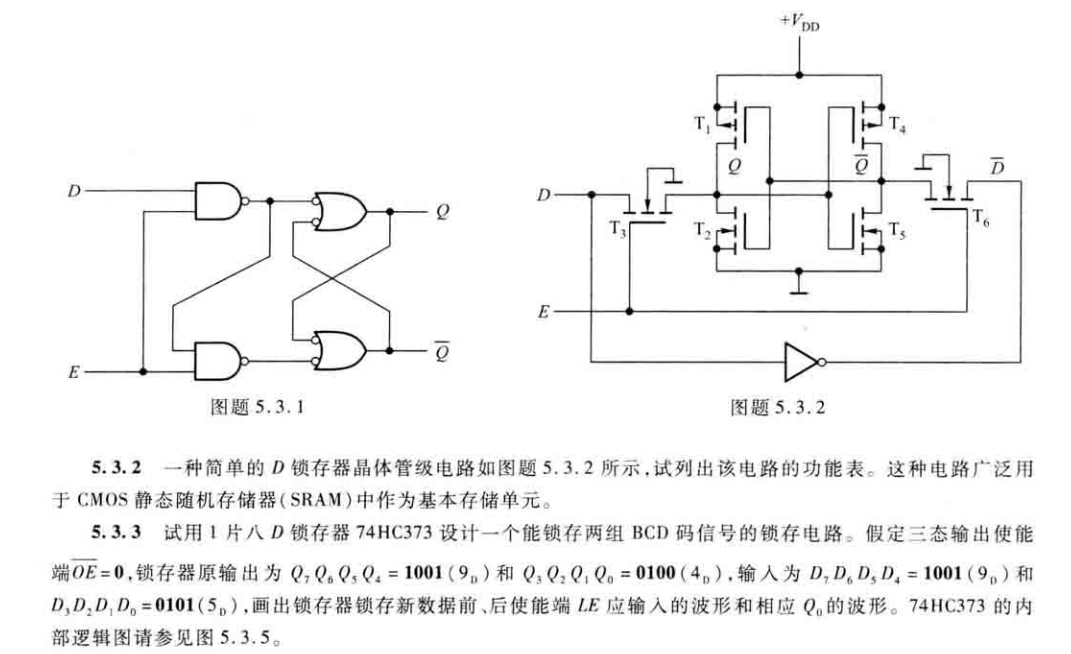 +V_DD
T₁
T₄
Q
Q̅
D̅
D
Q
D
T₃
T₂
T₅
T₆
E
E
Q̅
图题 5.3.1
图题 5.3.2
5.3.2 一种简单的 D 锁存器晶体管级电路如图题 5.3.2 所示,试列出该电路的功能表。这种电路广泛用
于 CMOS 静态随机存储器(SRAM)中作为基本存储单元。
5.3.3 试用 1 片八 D 锁存器 74HC373 设计一个能锁存两组 BCD 码信号的锁存电路。假定三态输出使能
端O̅E̅=0,锁存器原输出为 Q₇Q₆Q₅Q₄=1001(9_D)和 Q₃Q₂Q₁Q₀=0100(4_D),输入为 D₇D₆D₅D₄=1001(9_D)和
D₃D₂D₁D₀=0101(5_D),画出锁存器锁存新数据前、后使能端 LE 应输入的波形和相应 Q₀的波形。74HC373 的内
部逻辑图请参见图 5.3.5。